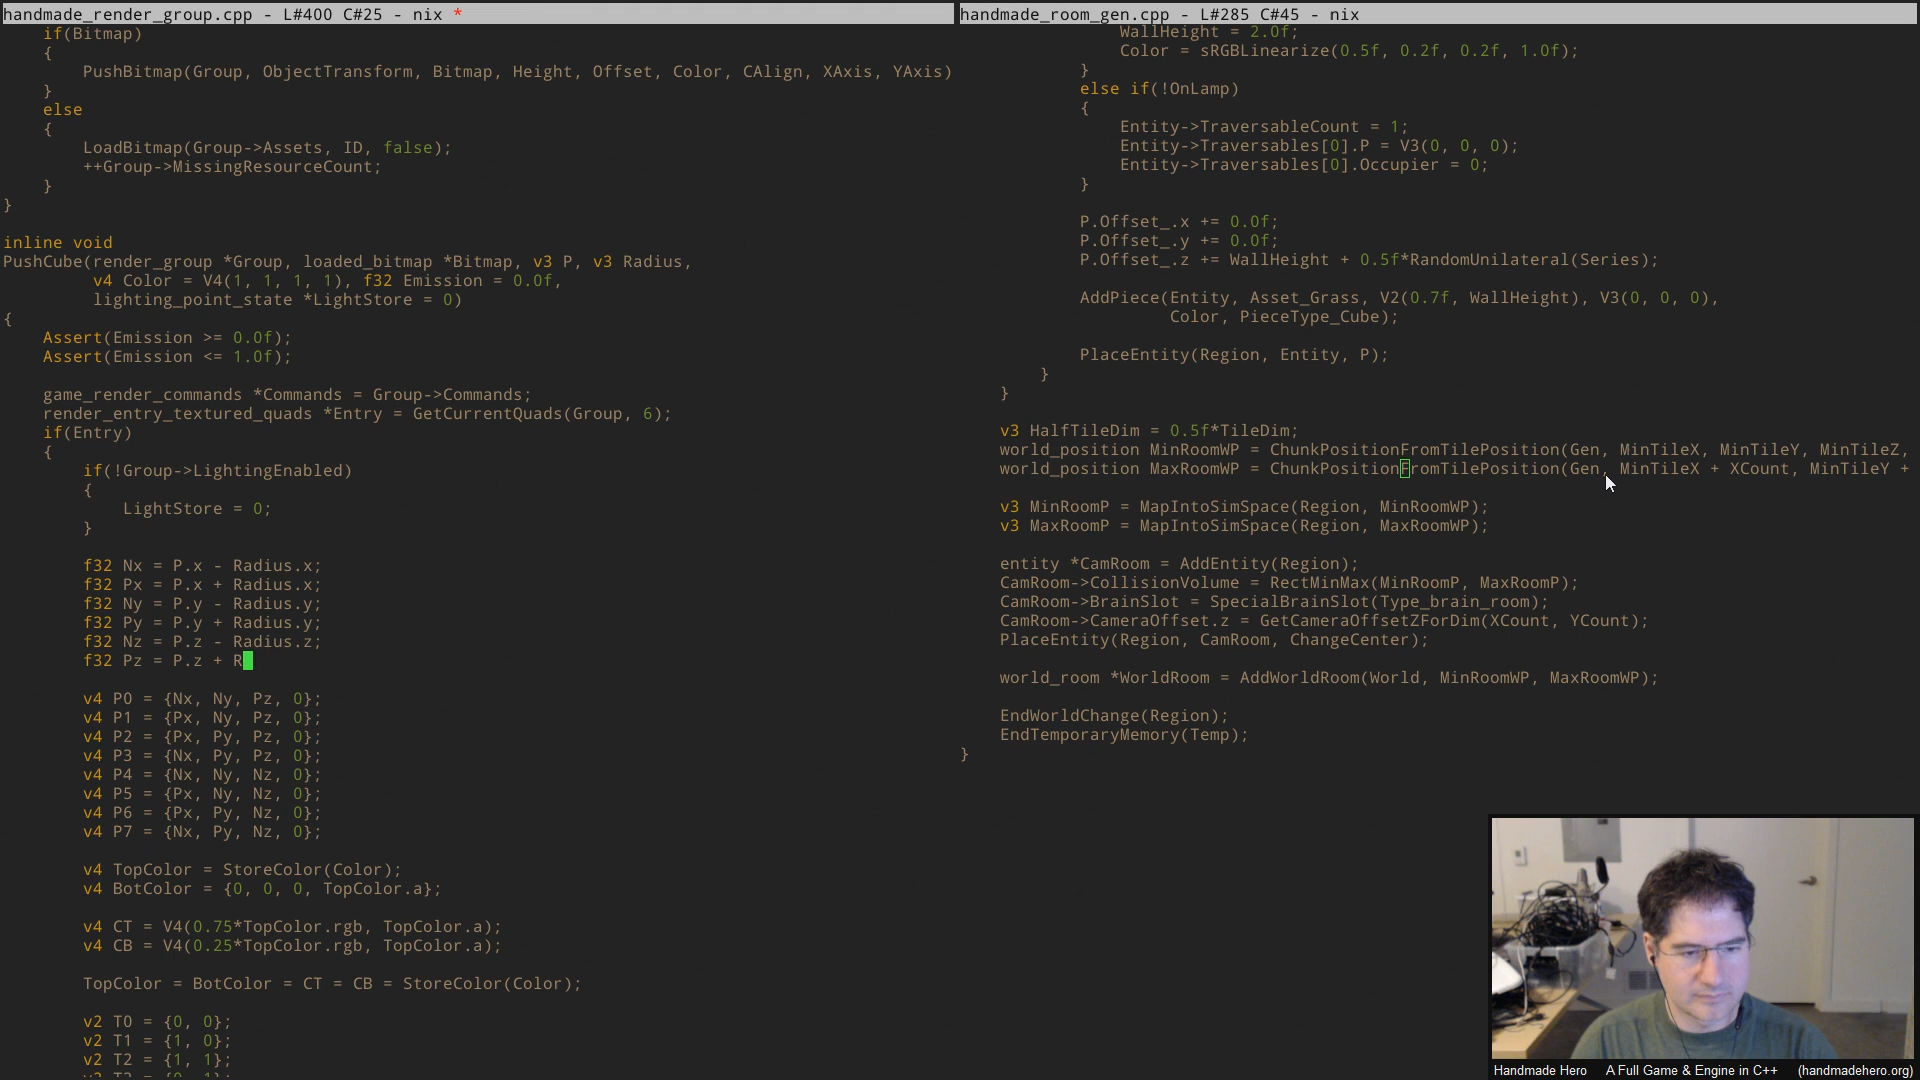 handmade_render_group.cpp - L#400 C#25 - nix *
if(Bitmap)
{
PushBitmap(Group, ObjectTransform, Bitmap, Height, Offset, Color, CAlign, XAxis, YAxis)
}
else
{
LoadBitmap(Group->Assets, ID, false);
++Group->MissingResourceCount;
}
}
inline void
PushCube(render_group *Group, loaded_bitmap *Bitmap, v3 P, v3 Radius,
v4 Color = V4(1, 1, 1, 1), f32 Emission = 0.0f,
lighting_point_state *LightStore = 0)
{
Assert(Emission >= 0.0f);
Assert(Emission <= 1.0f);
game_render_commands *Commands = Group->Commands;
render_entry_textured_quads *Entry = GetCurrentQuads(Group, 6);
if(Entry)
{
if(!Group->LightingEnabled)
{
LightStore = 0;
}
f32 Nx = P.x - Radius.x;
f32 Px = P.x + Radius.x;
f32 Ny = P.y - Radius.y;
f32 Py = P.y + Radius.y;
f32 Nz = P.z - Radius.z;
f32 Pz = P.z + R
v4 P0 = {Nx, Ny, Pz, 0};
v4 P1 = {Px, Ny, Pz, 0};
v4 P2 = {Px, Py, Pz, 0};
v4 P3 = {Nx, Py, Pz, 0};
v4 P4 = {Nx, Ny, Nz, 0};
v4 P5 = {Px, Ny, Nz, 0};
v4 P6 = {Px, Py, Nz, 0};
v4 P7 = {Nx, Py, Nz, 0};
v4 TopColor = StoreColor(Color);
v4 BotColor = {0, 0, 0, TopColor.a};
v4 CT = V4(0.75*TopColor.rgb, TopColor.a);
v4 CB = V4(0.25*TopColor.rgb, TopColor.a);
TopColor = BotColor = CT = CB = StoreColor(Color);
v2 T0 = {0, 0};
v2 T1 = {1, 0};
v2 T2 = {1, 1};
handmade_room_gen.cpp - L#285 C#45 - nix
WallHeight = 2.0f;
Color = sRGBLinearize(0.5f, 0.2f, 0.2f, 1.0f);
}
else if(!OnLamp)
{
Entity->TraversableCount = 1;
Entity->Traversables[0].P = V3(0, 0, 0);
Entity->Traversables[0].Occupier = 0;
}
P.Offset_.x += 0.0f;
P.Offset_.y += 0.0f;
P.Offset_.z += WallHeight + 0.5f*RandomUnilateral(Series);
AddPiece(Entity, Asset_Grass, V2(0.7f, WallHeight), V3(0, 0, 0),
Color, PieceType_Cube);
PlaceEntity(Region, Entity, P);
}
}
v3 HalfTileDim = 0.5f*TileDim;
world_position MinRoomWP = ChunkPositionFromTilePosition(Gen, MinTileX, MinTileY, MinTileZ,
world_position MaxRoomWP = ChunkPositionFromTilePosition(Gen, MinTileX + XCount, MinTileY +
v3 MinRoomP = MapIntoSimSpace(Region, MinRoomWP);
v3 MaxRoomP = MapIntoSimSpace(Region, MaxRoomWP);
entity *CamRoom = AddEntity(Region);
CamRoom->CollisionVolume = RectMinMax(MinRoomP, MaxRoomP);
CamRoom->BrainSlot = SpecialBrainSlot(Type_brain_room);
CamRoom->CameraOffset.z = GetCameraOffsetZForDim(XCount, YCount);
PlaceEntity(Region, CamRoom, ChangeCenter);
world_room *WorldRoom = AddWorldRoom(World, MinRoomWP, MaxRoomWP);
EndWorldChange(Region);
EndTemporaryMemory(Temp);
}
Handmade Hero A Full Game & Engine in C++ (handmadehero.org)